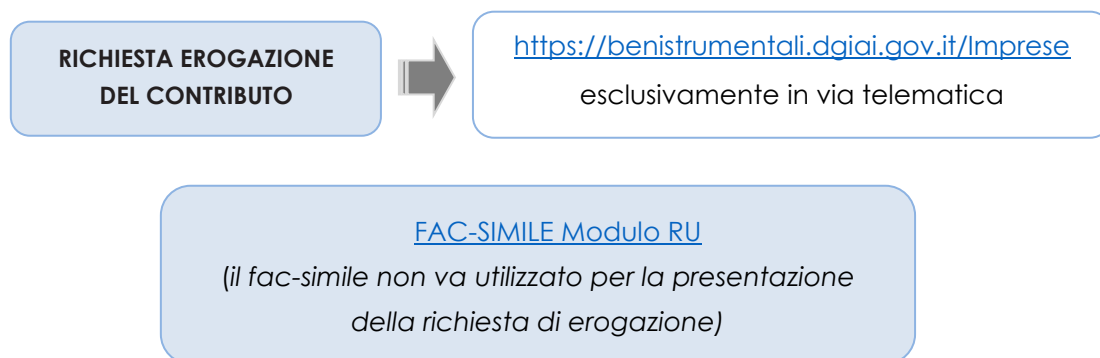 RICHIESTA EROGAZIONE
DEL CONTRIBUTO
https://benistrumentali.dgiai.gov.it/Imprese
esclusivamente in via telematica
FAC-SIMILE Modulo RU
(il fac-simile non va utilizzato per la presentazione
della richiesta di erogazione)